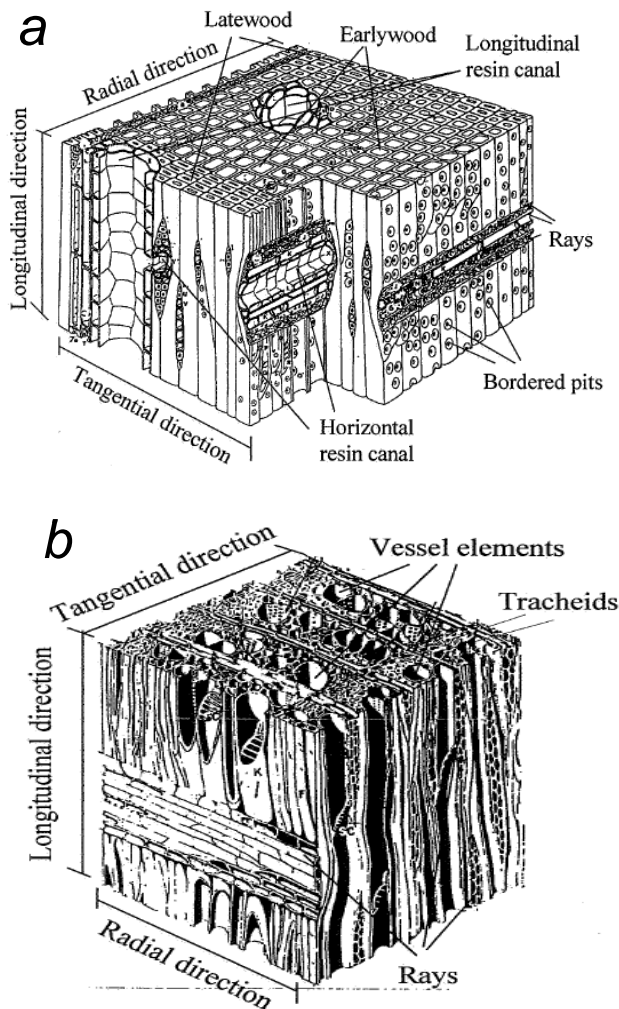 a
Latewood
Earlywood
Longitudinal
resin canal
Radial direction
Longitudinal direction
Rays
Bordered pits
Tangential direction
Horizontal
resin canal
b
Tangential direction
Vessel elements
Tracheids
Longitudinal direction
K
F
SC
Radial direction
Rays